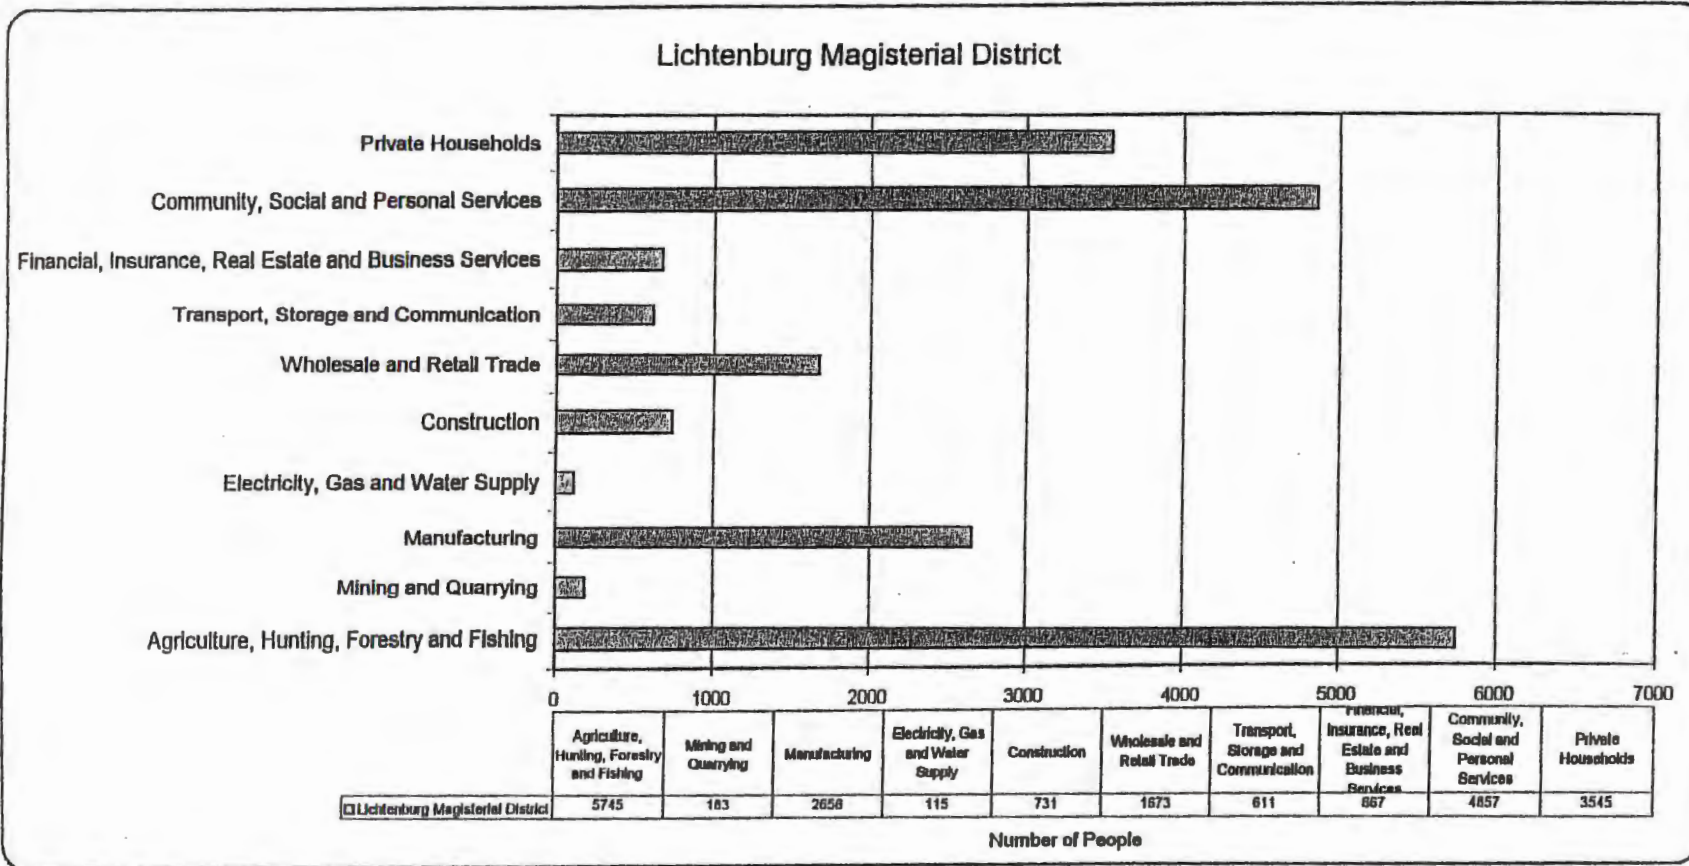 Lichtenburg Magisterial District
Private Households
Community, Social and Personal Services
Financial, Insurance, Real Estate and Business Services
Transport, Storage and Communication
Wholesale and Retail Trade
Construction
Electricity, Gas and Water Supply
Manufacturing
Mining and Quarrying
Agriculture, Hunting, Forestry and Fishing
0 1000 2000 3000 4000 5000 6000 7000
Agriculture,
Hunting, Forestry
and Fishing
Mining and
Quarrying
Manufacturing
Electricity, Gas
and Water
Supply
Construction
Wholesale and
Retail Trade
Transport,
Storage and
Communication
Financial,
Insurance, Real
Estate and
Business
Services
Community,
Social and
Personal
Services
Private
Households
Lichtenburg Magisterial District 5745 183 2656 115 731 1673 611 667 4857 3545
Number of People